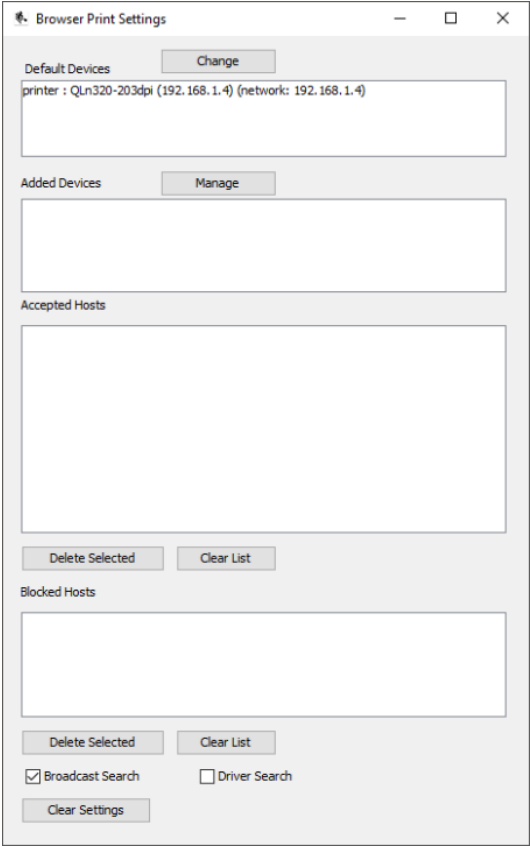 Browser Print Settings
Default Devices
Change
printer : QLn320-203dpi (192.168.1.4) (network: 192.168.1.4)
Added Devices
Manage
Accepted Hosts
Delete Selected
Clear List
Blocked Hosts
Delete Selected
Clear List
Broadcast Search
Driver Search
Clear Settings